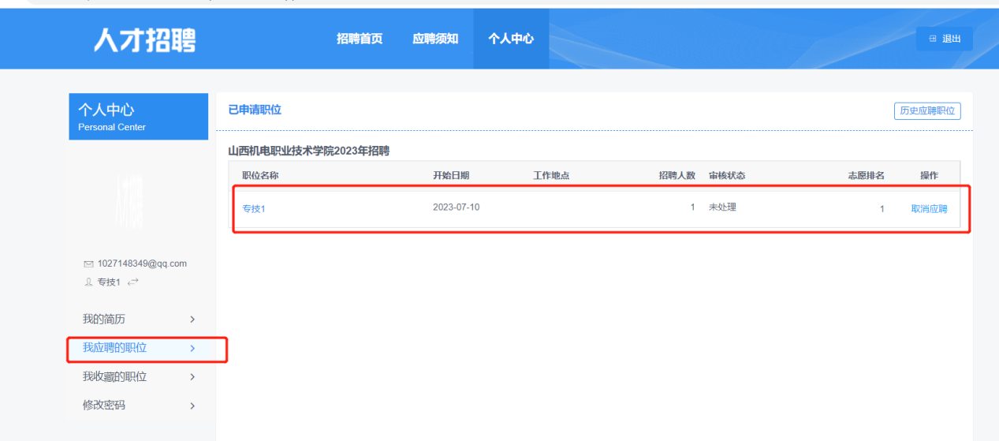 人才招聘
招聘首页 应聘须知 个人中心 退出
个人中心
Personal Center
已申请职位 历史应聘职位
山西机电职业技术学院2023年招聘
职位名称 开始日期 工作地点 招聘人数 审核状态 志愿排名 操作
专技1 2023-07-10 1 未处理 1 取消应聘
1027148349@qq.com
专技1
我的简历
我应聘的职位
我收藏的职位
修改密码